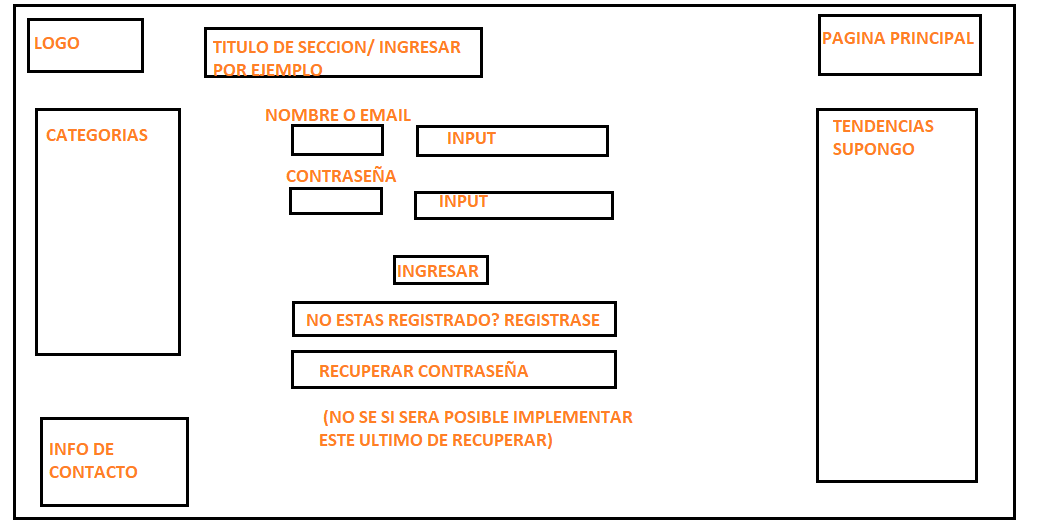 LOGO
TITULO DE SECCION/ INGRESAR
POR EJEMPLO
PAGINA PRINCIPAL
CATEGORIAS
NOMBRE O EMAIL
INPUT
CONTRASEÑA
INPUT
INGRESAR
NO ESTAS REGISTRADO? REGISTRASE
RECUPERAR CONTRASEÑA
(NO SE SI SERA POSIBLE IMPLEMENTAR
ESTE ULTIMO DE RECUPERAR)
TENDENCIAS
SUPONGO
INFO DE
CONTACTO